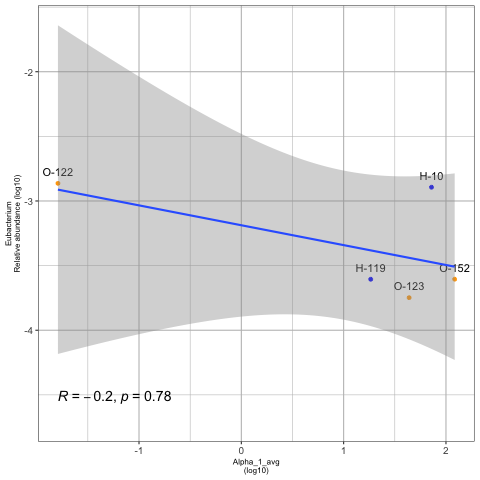 -2
-3
-4
Eubacterium
Relative abundance (log10)
O-122
H-10
H-119
O-152
O-123
R = −0.2, p = 0.78
-1
0
1
2
Alpha_1_avg
(log10)